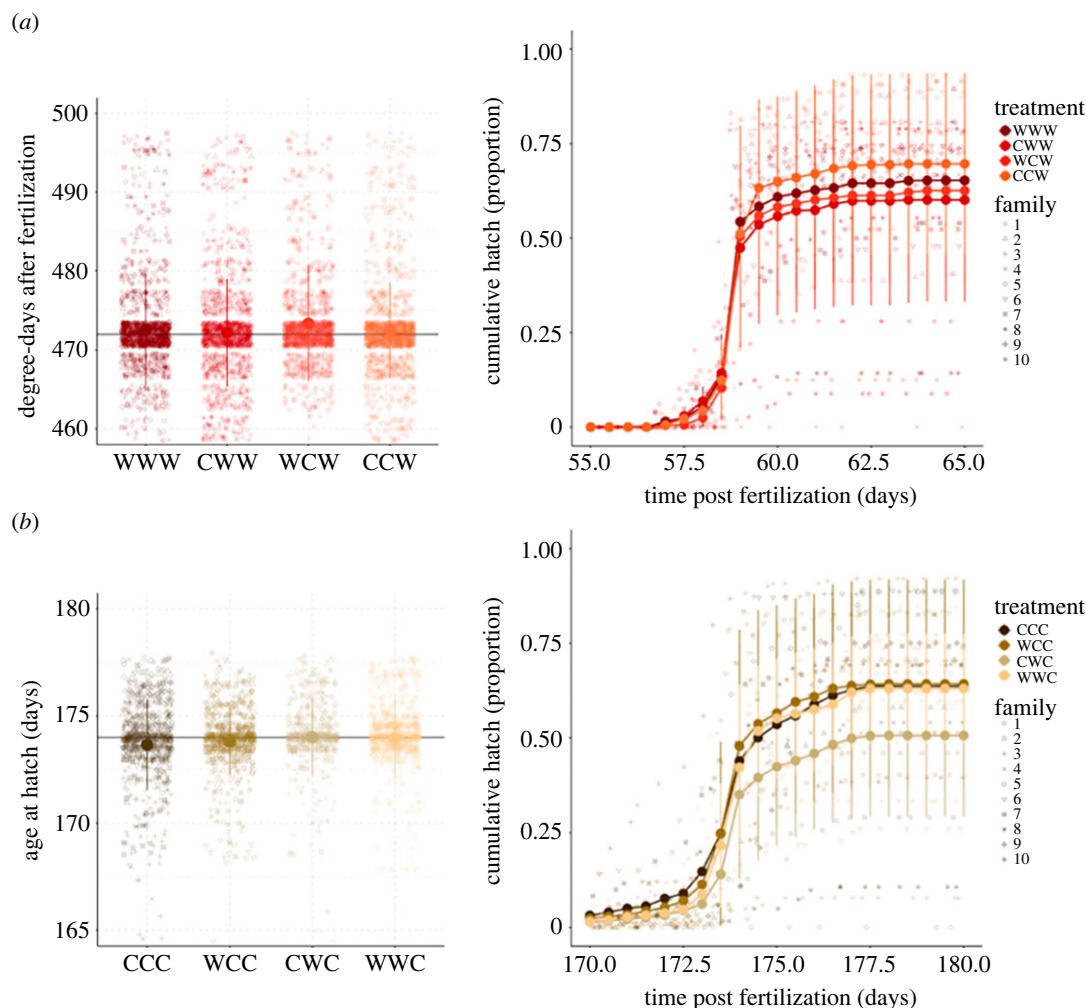 (a)
degree-days after fertilization
500
490
480
470
460
WWW CWW WCW CCW
cumulative hatch (proportion)
1.00
0.75
0.50
0.25
0
55.0 57.5 60.0 62.5 65.0
time post fertilization (days)
treatment
WWW
CWW
WCW
CCW
family
1
2
3
4
5
6
7
8
9
10
(b)
age at hatch (days)
180
175
170
165
CCC WCC CWC WWC
cumulative hatch (proportion)
1.00
0.75
0.50
0.25
0
170.0 172.5 175.0 177.5 180.0
time post fertilization (days)
treatment
CCC
WCC
CWC
WWC
family
1
2
3
4
5
6
7
8
9
10